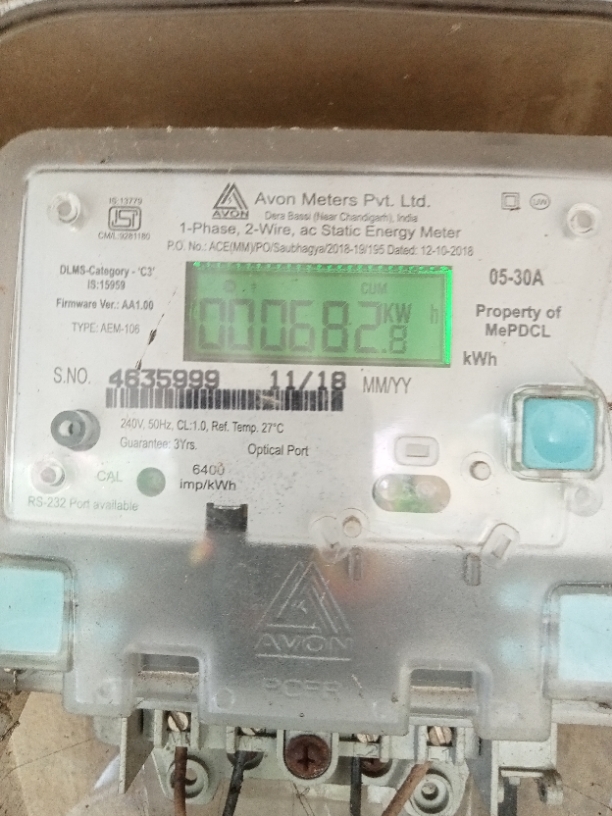 IS:13779
ISI
CM/L:9281180
AVON
Avon Meters Pvt. Ltd.
Dera Bassi (Near Chandigarh), India
1-Phase, 2-Wire, ac Static Energy Meter
P.O. No.: ACE(MM)/PO/Saubhagya/2018-19/195 Dated: 12-10-2018
DLMS-Category - 'C3'
IS:15959
Firmware Ver.: AA1.00
TYPE: AEM-106
CUM
000682.8 KW h
05-30A
Property of
MePDCL
kWh
S.NO. 4635999 11/18 MM/YY
240V, 50Hz, CL:1.0, Ref. Temp. 27°C
Guarantee: 3Yrs.
Optical Port
CAL
6400
imp/kWh
RS-232 Port available
AVON